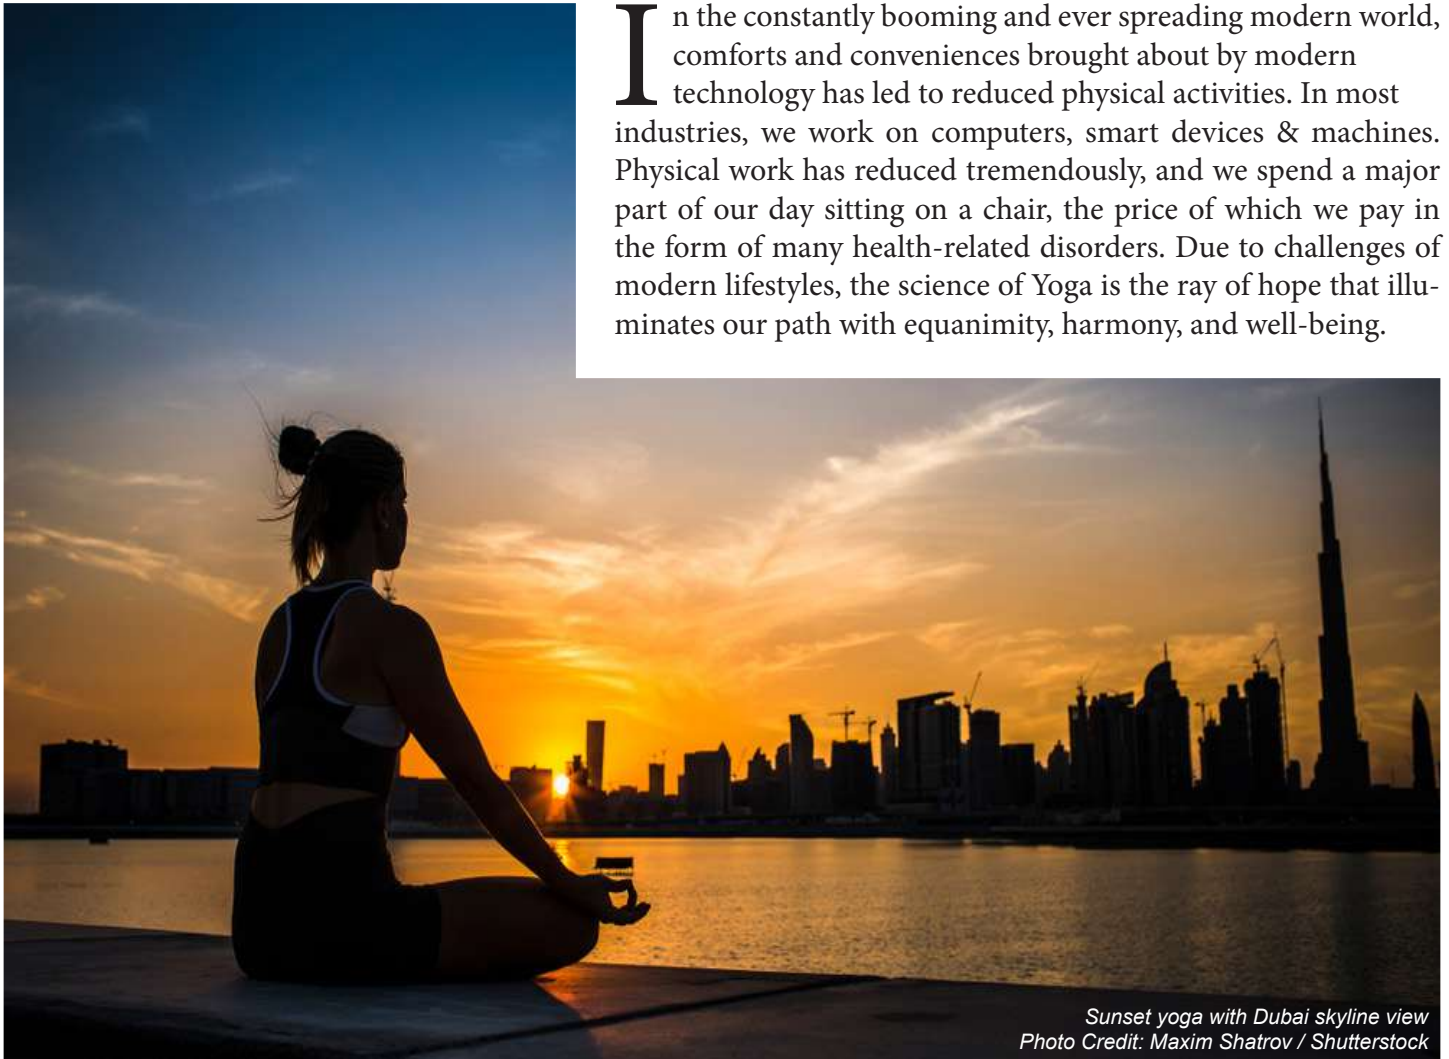 In the constantly booming and ever spreading modern world,
comforts and conveniences brought about by modern
technology has led to reduced physical activities. In most
industries, we work on computers, smart devices & machines.
Physical work has reduced tremendously, and we spend a major
part of our day sitting on a chair, the price of which we pay in
the form of many health-related disorders. Due to challenges of
modern lifestyles, the science of Yoga is the ray of hope that illu-
minates our path with equanimity, harmony, and well-being.
Sunset yoga with Dubai skyline view
Photo Credit: Maxim Shatrov / Shutterstock